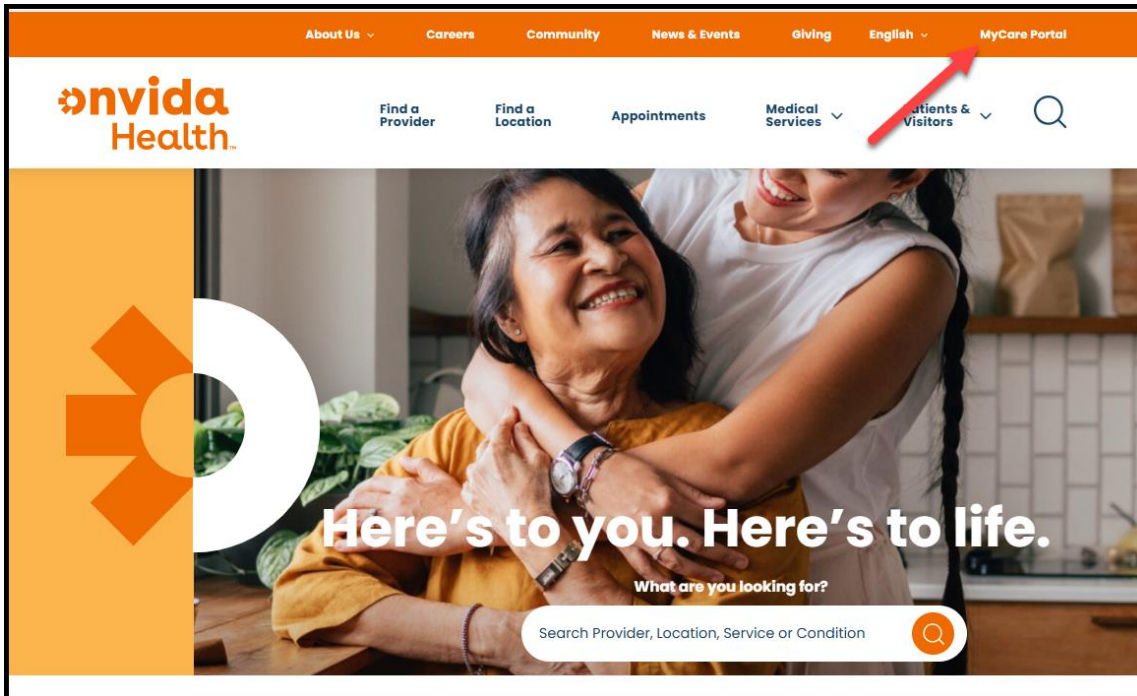 About Us Careers Community News & Events Giving English MyCare Portal
onvida
Health™
Find a
Provider
Find a
Location
Appointments
Medical
Services
Visitors
Here's to you. Here's to life.
What are you looking for?
Search Provider, Location, Service or Condition